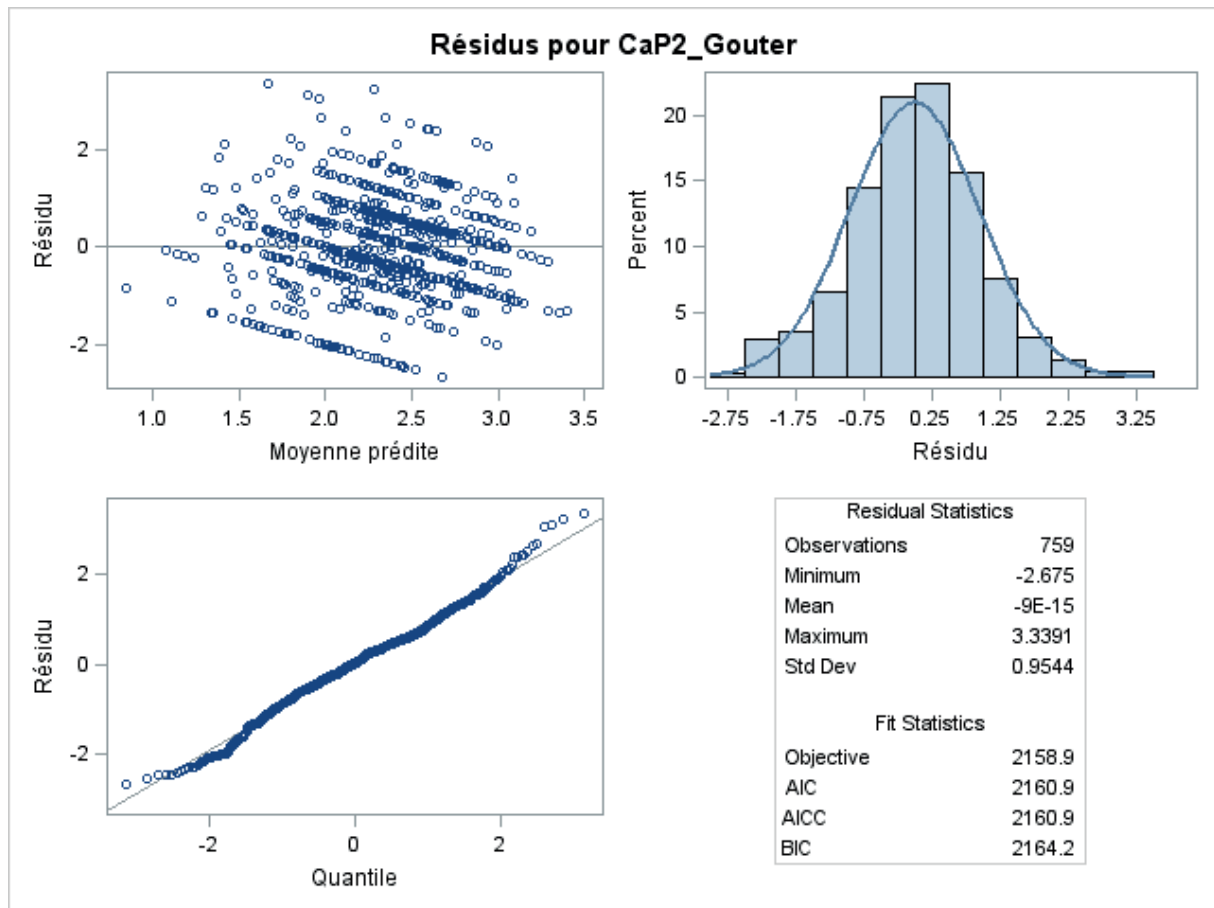 Résidus pour CaP2_Gouter
Résidu
2
0
-2
1.0 1.5 2.0 2.5 3.0 3.5
Moyenne prédite
Percent
20
15
10
5
0
-2.75 -1.75 -0.75 0.25 1.25 2.25 3.25
Résidu
Résidu
2
0
-2
-2 0 2
Quantile
Residual Statistics
Observations 759
Minimum -2.675
Mean -9E-15
Maximum 3.3391
Std Dev 0.9544
Fit Statistics
Objective 2158.9
AIC 2160.9
AICC 2160.9
BIC 2164.2